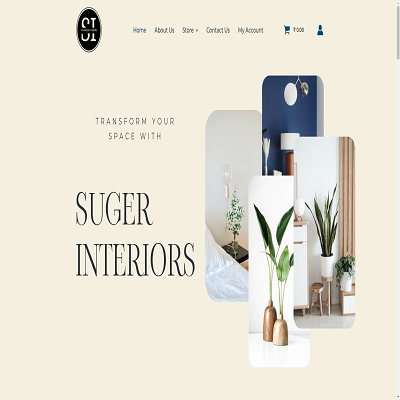 SI
Home About Us Store Contact Us My Account ₹0.00
TRANSFORM YOUR
SPACE WITH
SUGER
INTERIORS